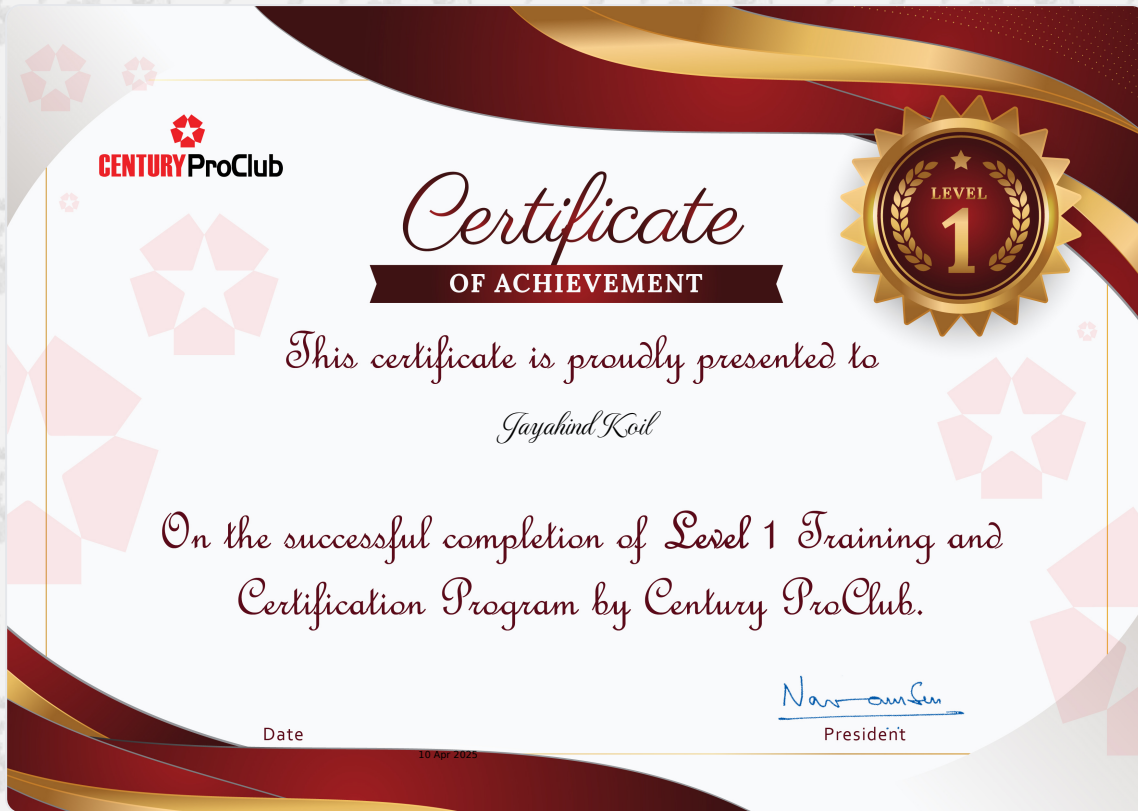 CENTURY ProClub
LEVEL
1
Certificate
OF ACHIEVEMENT
This certificate is proudly presented to
Jayahind Koil
On the successful completion of Level 1 Training and
Certification Program by Century ProClub.
Date
President
10 Apr 2025